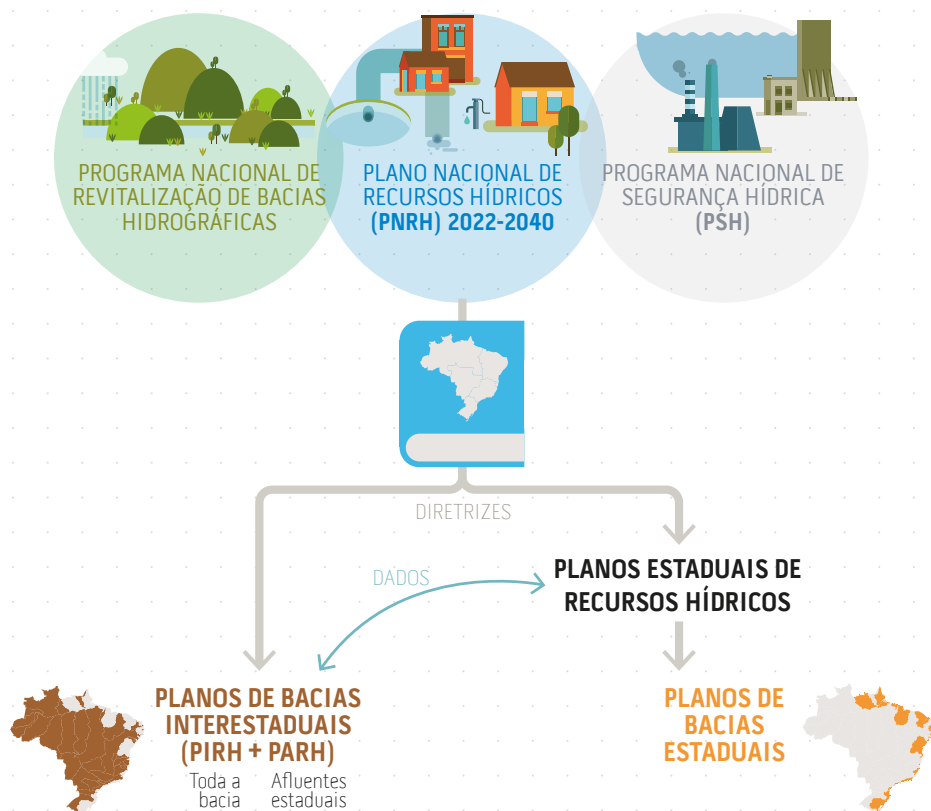 PROGRAMA NACIONAL DE
REVITALIZAÇÃO DE BACIAS
HIDROGRÁFICAS
PLANO NACIONAL DE
RECURSOS HÍDRICOS
(PNRH) 2022-2040
PROGRAMA NACIONAL DE
SEGURANÇA HÍDRICA
(PSH)
DIRETRIZES
DADOS
PLANOS ESTADUAIS DE
RECURSOS HÍDRICOS
PLANOS DE BACIAS
INTERESTADUAIS
(PIRH + PARH)
Toda a
bacia
Afluentes
estaduais
PLANOS DE
BACIAS
ESTADUAIS